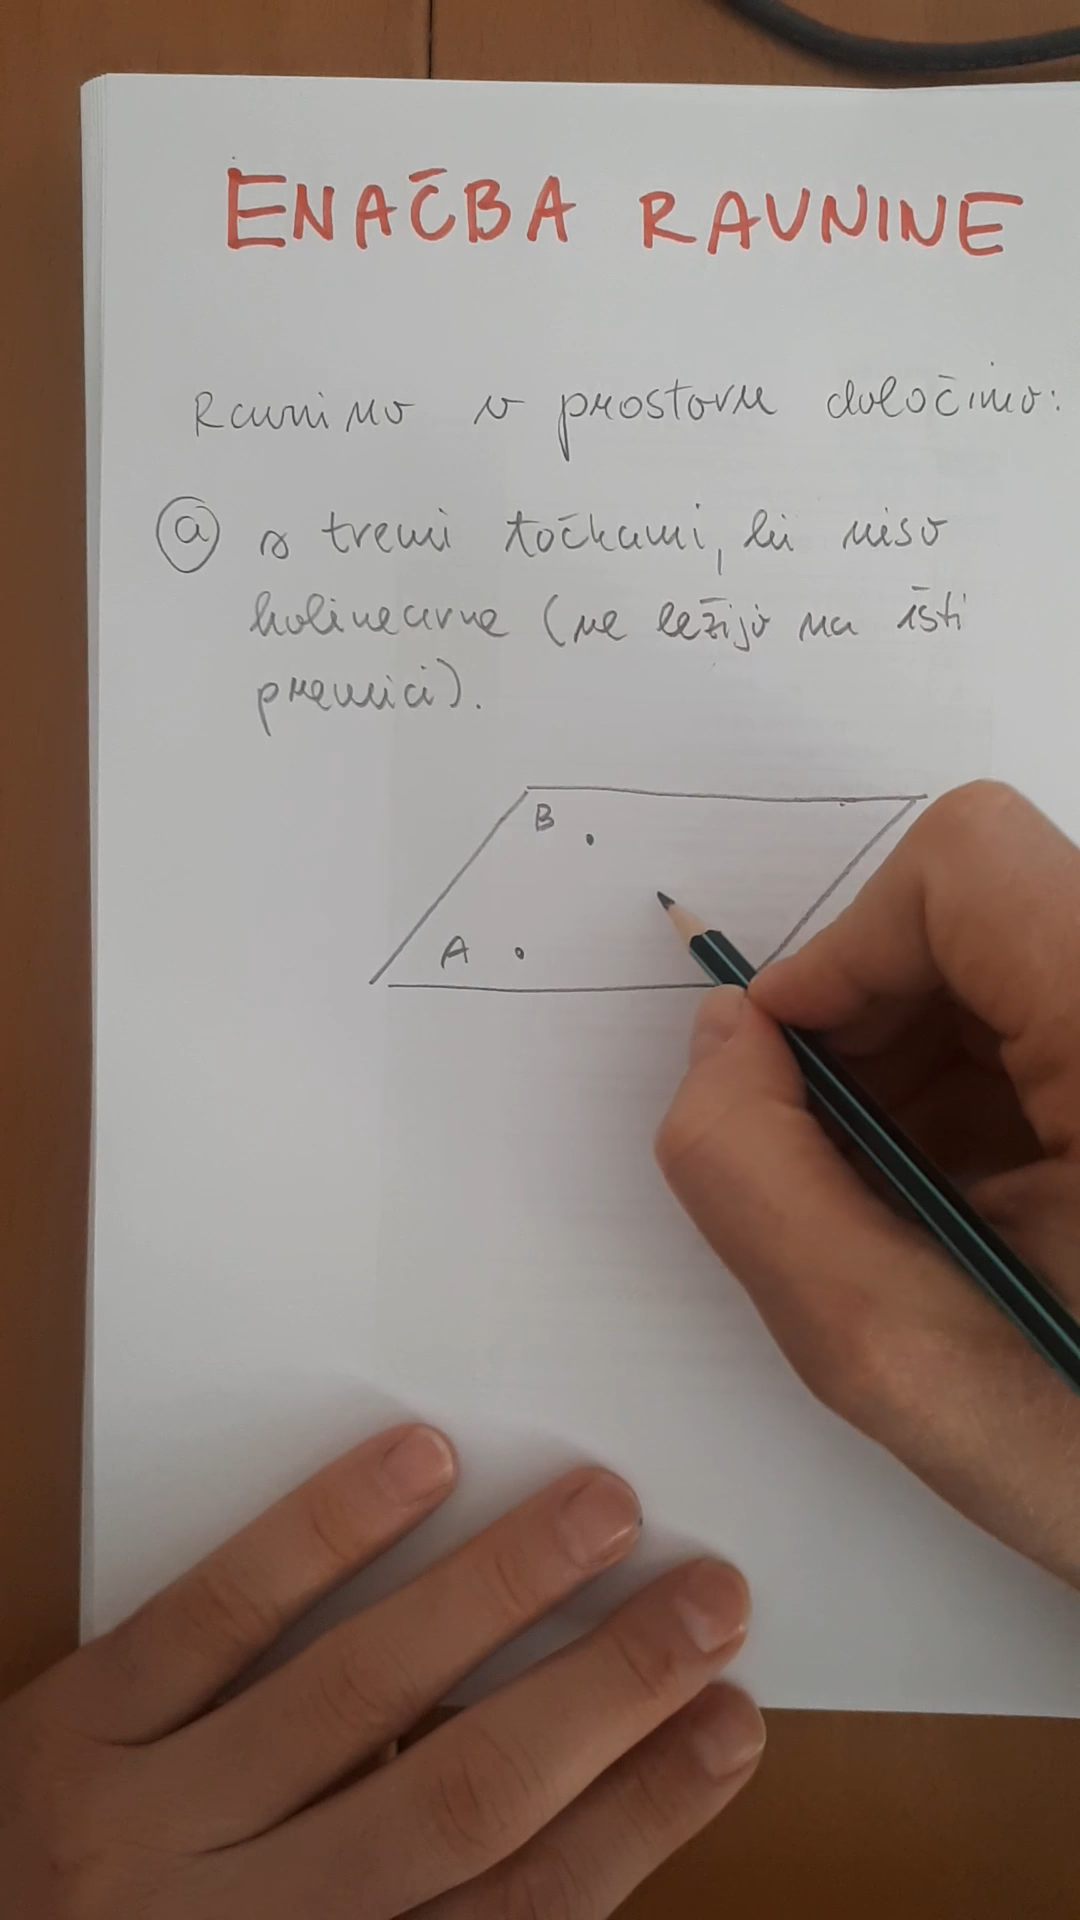 ENAČBA RAVNINE
Ravnino v prostoru določimo:
a s tremi točkami, ki niso
kolinearne (ne ležijo na isti
premici).
B
A